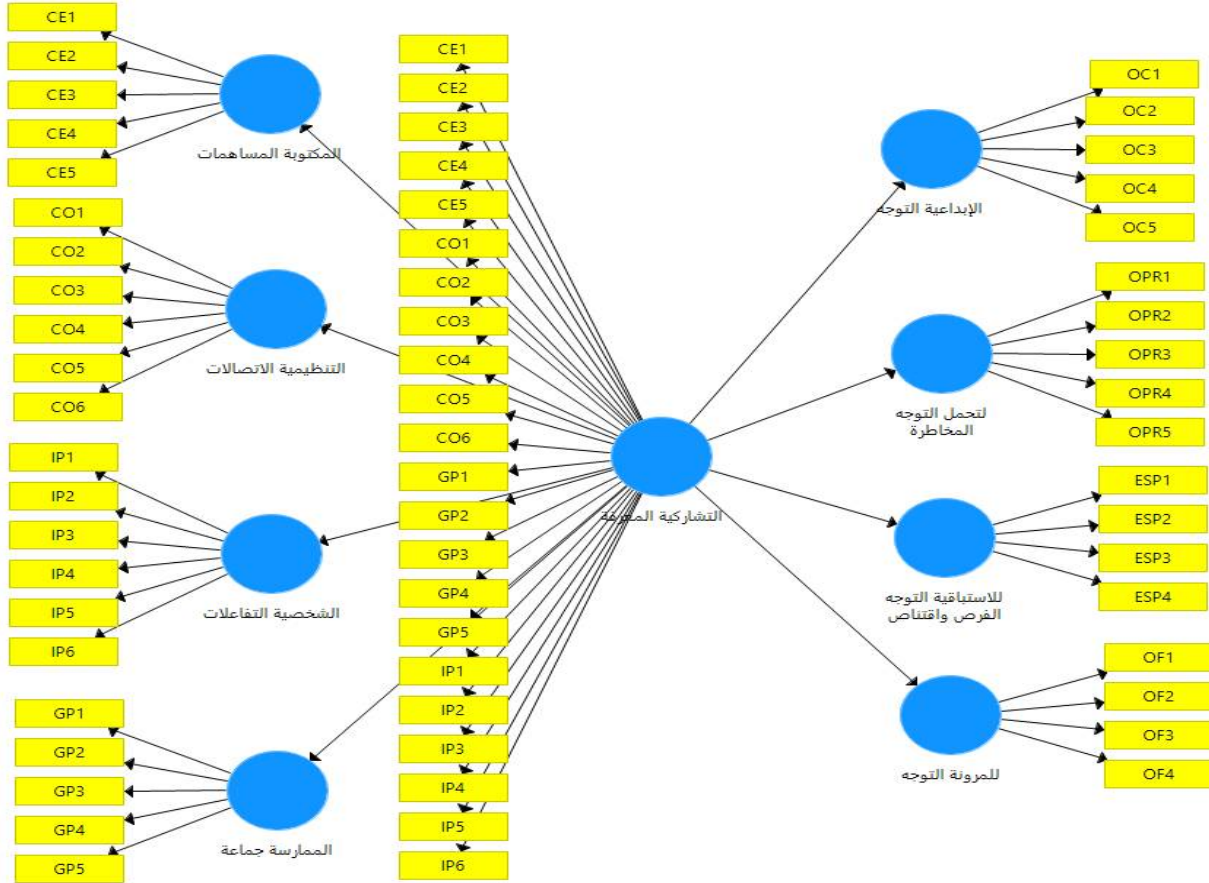 CE1
CE2
CE3
CE4
CE5
المكتوبة المساهمات
CO1
CO2
CO3
CO4
CO5
CO6
التنظيمية الاتصالات
IP1
IP2
IP3
IP4
IP5
IP6
الشخصية التفاعلات
GP1
GP2
GP3
GP4
GP5
الممارسة جماعة
CE1
CE2
CE3
CE4
CE5
CO1
CO2
CO3
CO4
CO5
CO6
GP1
GP2
GP3
GP4
GP5
IP1
IP2
IP3
IP4
IP5
IP6
التشاركية المعرفة
OC1
OC2
OC3
OC4
OC5
الإبداعية التوجه
OPR1
OPR2
OPR3
OPR4
OPR5
لتحمل التوجه
المخاطرة
ESP1
ESP2
ESP3
ESP4
للاستباقية التوجه
الفرص واقتناص
OF1
OF2
OF3
OF4
للمرونة التوجه